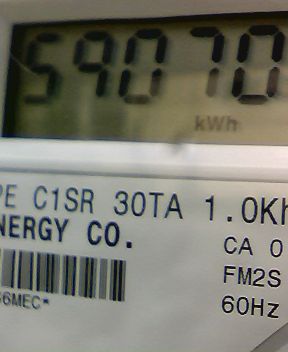 59070
kWh
PE C1SR 30TA 1.0Kh
NERGY CO.
CA 0
FM2S
60Hz
6MEC*